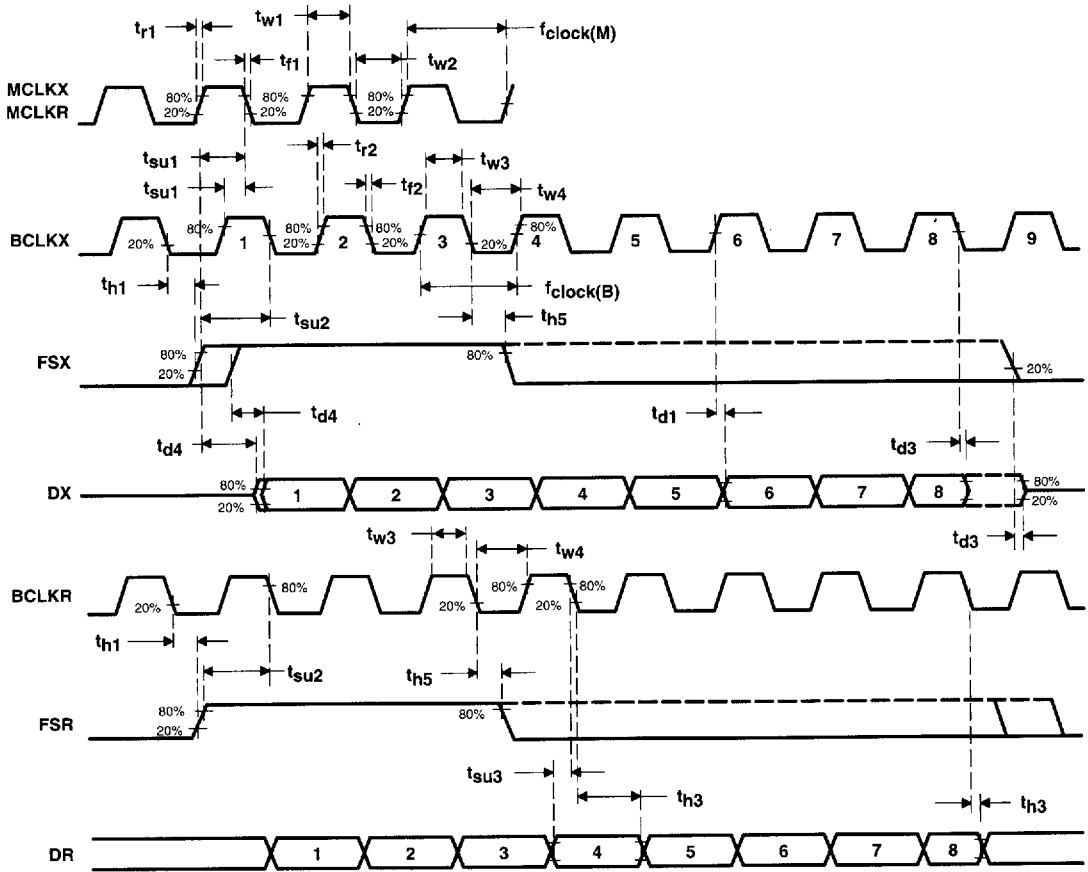 tr1 tw1 fclock(M)
tf1 tw2
MCLKX 80% 80% 80% 80%
MCLKR 20% 20% 20% 20%
tsu1 tr2 tw3
tsu1 tf2 tw4
BCLKX 20% 80% 1 80% 20% 2 80% 20% 3 20% 4 80% 5 6 7 8 9
th1 fclock(B)
tsu2 th5
FSX 80% 20% 80% 20%
td4 td1
td4 td3
DX 80% 20% 1 2 3 4 5 6 7 8 80% 20%
tw3 tw4 td3
BCLKR 20% 80% 20% 80% 20% 80%
th1
tsu2 th5
FSR 80% 20% 80%
tsu3
th3 th3
DR 1 2 3 4 5 6 7 8